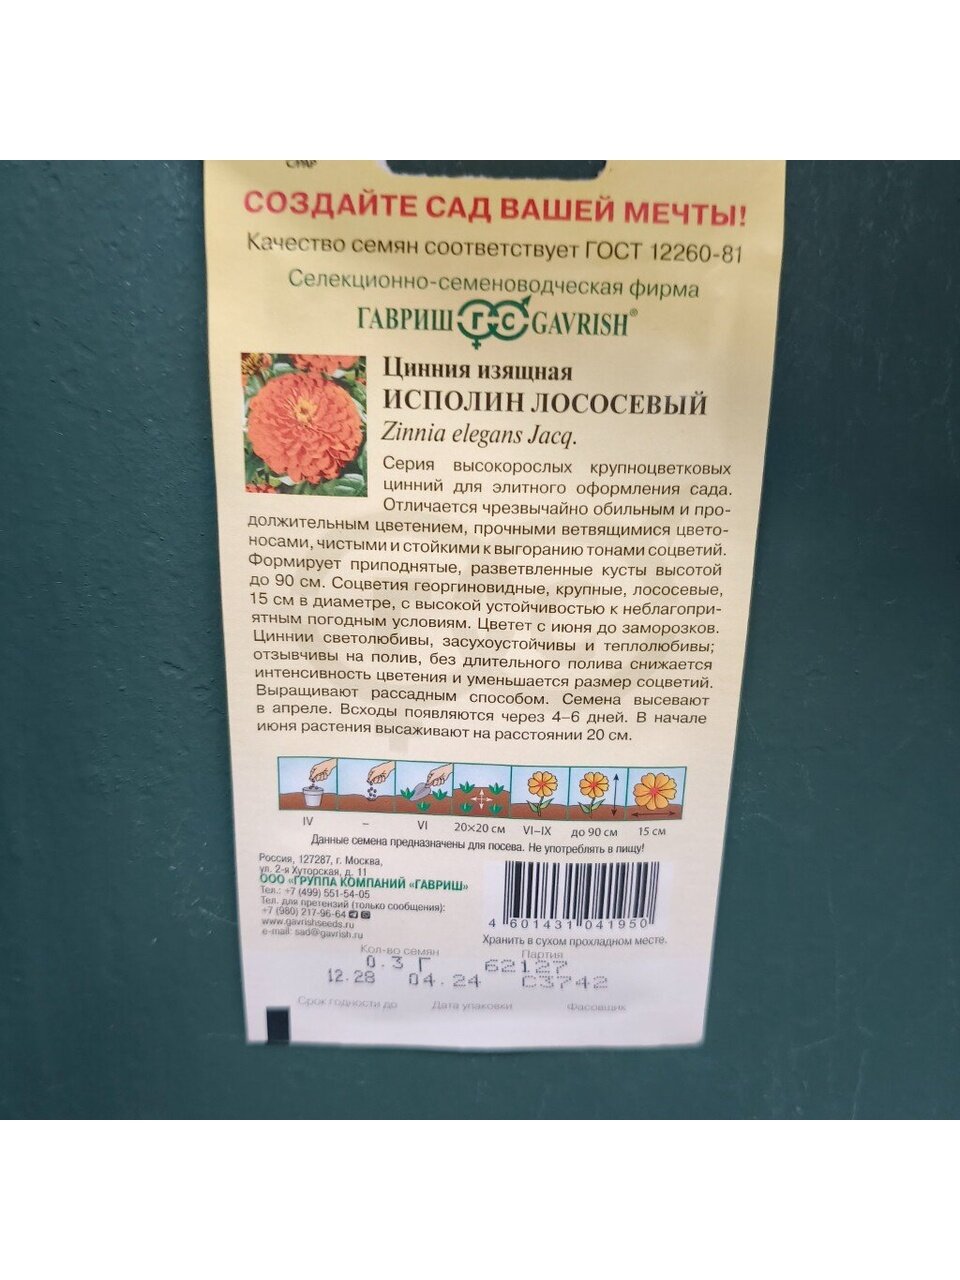 СОЗДАЙТЕ САД ВАШЕЙ МЕЧТЫ!
Качество семян соответствует ГОСТ 12260-81
Селекционно-семеноводческая фирма
ГАВРИШ Г-С GAVRISH®
Цинния изящная
ИСПОЛИН ЛОСОСЕВЫЙ
Zinnia elegans Jacq.
Серия высокорослых крупноцветковых
цинний для элитного оформления сада.
Отличается чрезвычайно обильным и про-
должительным цветением, прочными ветвящимися цвето-
носами, чистыми и стойкими к выгоранию тонами соцветий.
Формирует приподнятые, разветвленные кусты высотой
до 90 см. Соцветия георгиновидные, крупные, лососевые,
15 см в диаметре, с высокой устойчивостью к неблагопри-
ятным погодным условиям. Цветет с июня до заморозков.
Циннии светолюбивы, засухоустойчивы и теплолюбивы;
отзывчивы на полив, без длительного полива снижается
интенсивность цветения и уменьшается размер соцветий.
Выращивают рассадным способом. Семена высевают
в апреле. Всходы появляются через 4–6 дней. В начале
июня растения высаживают на расстоянии 20 см.
IV – VI 20×20 см VI–IX до 90 см 15 см
Данные семена предназначены для посева. Не употреблять в пищу!
Россия, 127287, г. Москва,
ул. 2-я Хуторская, д. 11
ООО «ГРУППА КОМПАНИЙ «ГАВРИШ»
Тел.: +7 (499) 551-54-05
Тел. для претензий (только сообщения):
+7 (980) 217-96-64
www.gavrishseeds.ru
e-mail: sad@gavrish.ru
4 601431 041950
Хранить в сухом прохладном месте.
Кол-во семян Партия
0.3 Г 62127
12.28 04.24 С3742
Срок годности до Дата упаковки Фасовщик